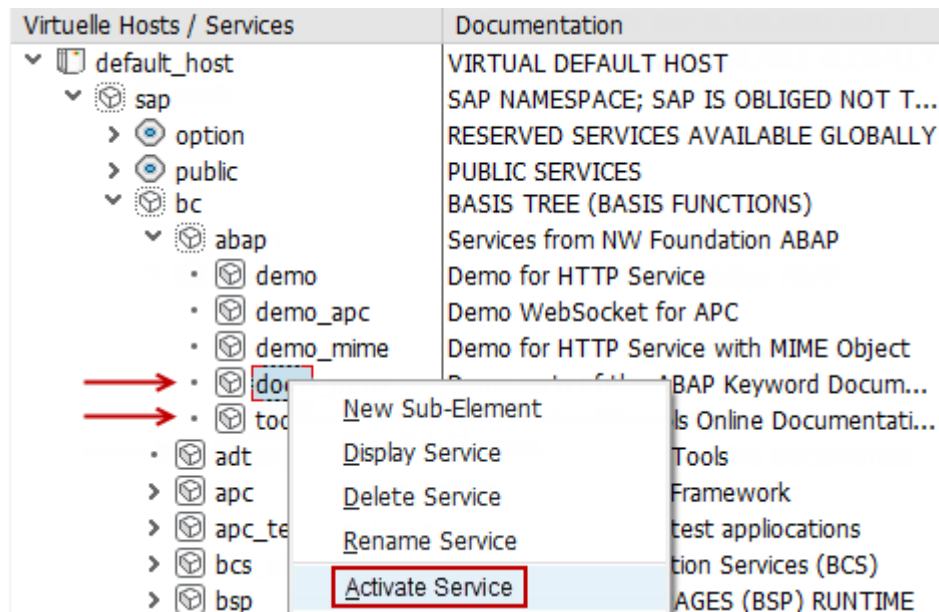 Virtuelle Hosts / Services Documentation
default_host VIRTUAL DEFAULT HOST
sap SAP NAMESPACE; SAP IS OBLIGED NOT T...
option RESERVED SERVICES AVAILABLE GLOBALLY
public PUBLIC SERVICES
bc BASIS TREE (BASIS FUNCTIONS)
abap Services from NW Foundation ABAP
demo Demo for HTTP Service
demo_apc Demo WebSocket for APC
demo_mime Demo for HTTP Service with MIME Object
ABAP Keyword Docum...
New Sub-Element
Online Documentati...
Display Service
adt Tools
Delete Service
apc Framework
Rename Service
test appliocations
bcs tion Services (BCS)
Activate Service
bsp AGES (BSP) RUNTIME